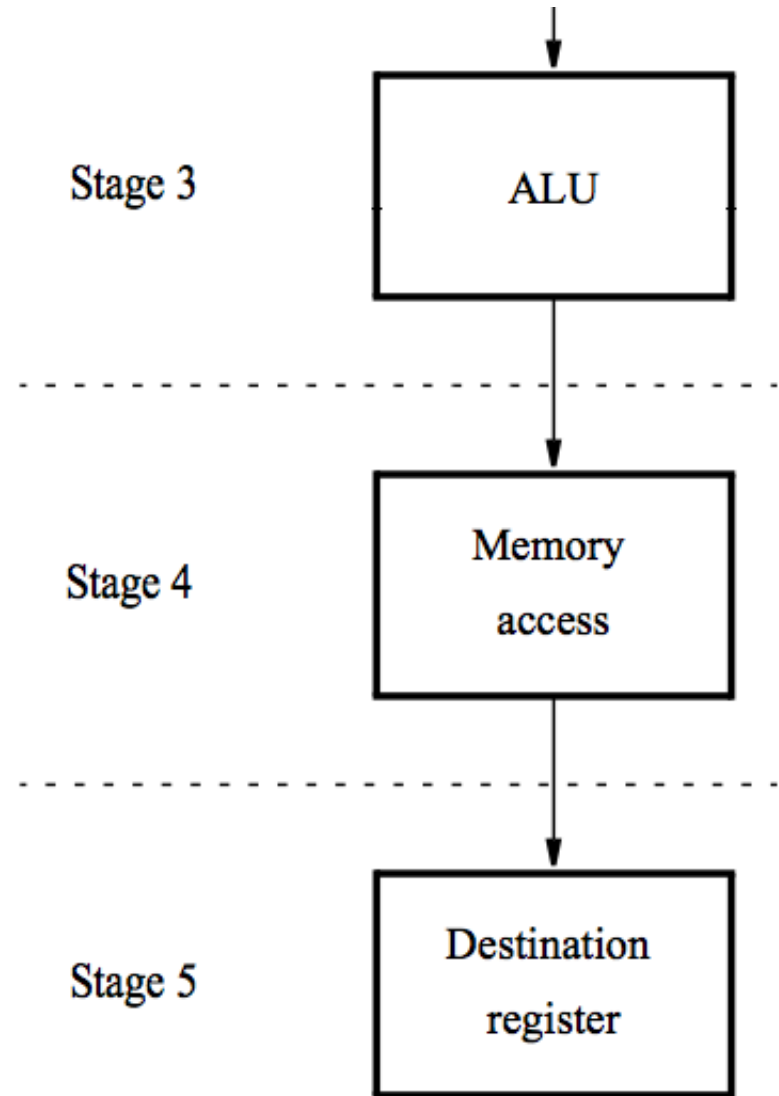 Stage 3
ALU
Stage 4
Memory
access
Stage 5
Destination
register